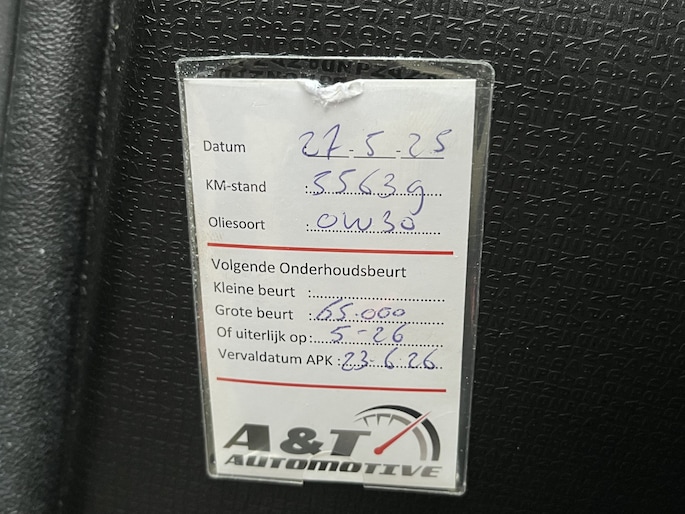 Datum 27.5.25
KM-stand :55639
Oliesoort :0W30
Volgende Onderhoudsbeurt
Kleine beurt :
Grote beurt :65.000
Of uiterlijk op: 5-26
Vervaldatum APK :23.6.26
A&T
AUTOMOTIVE